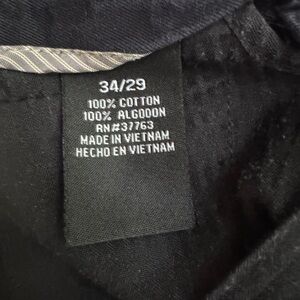 34/29
100% COTTON
100% ALGODON
RN#37763
MADE IN VIETNAM
HECHO EN VIETNAM